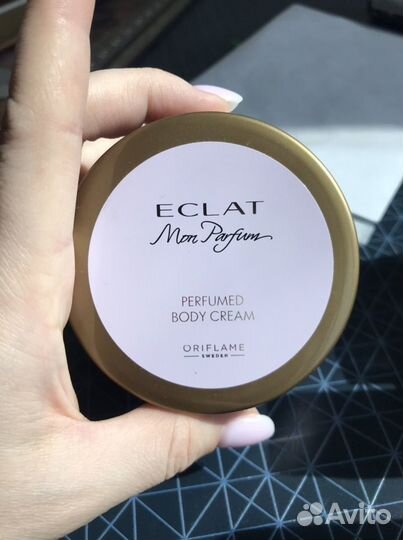 ECLAT
Mon Parfum
PERFUMED
BODY CREAM
ORIFLAME
SWEDEN
Avito